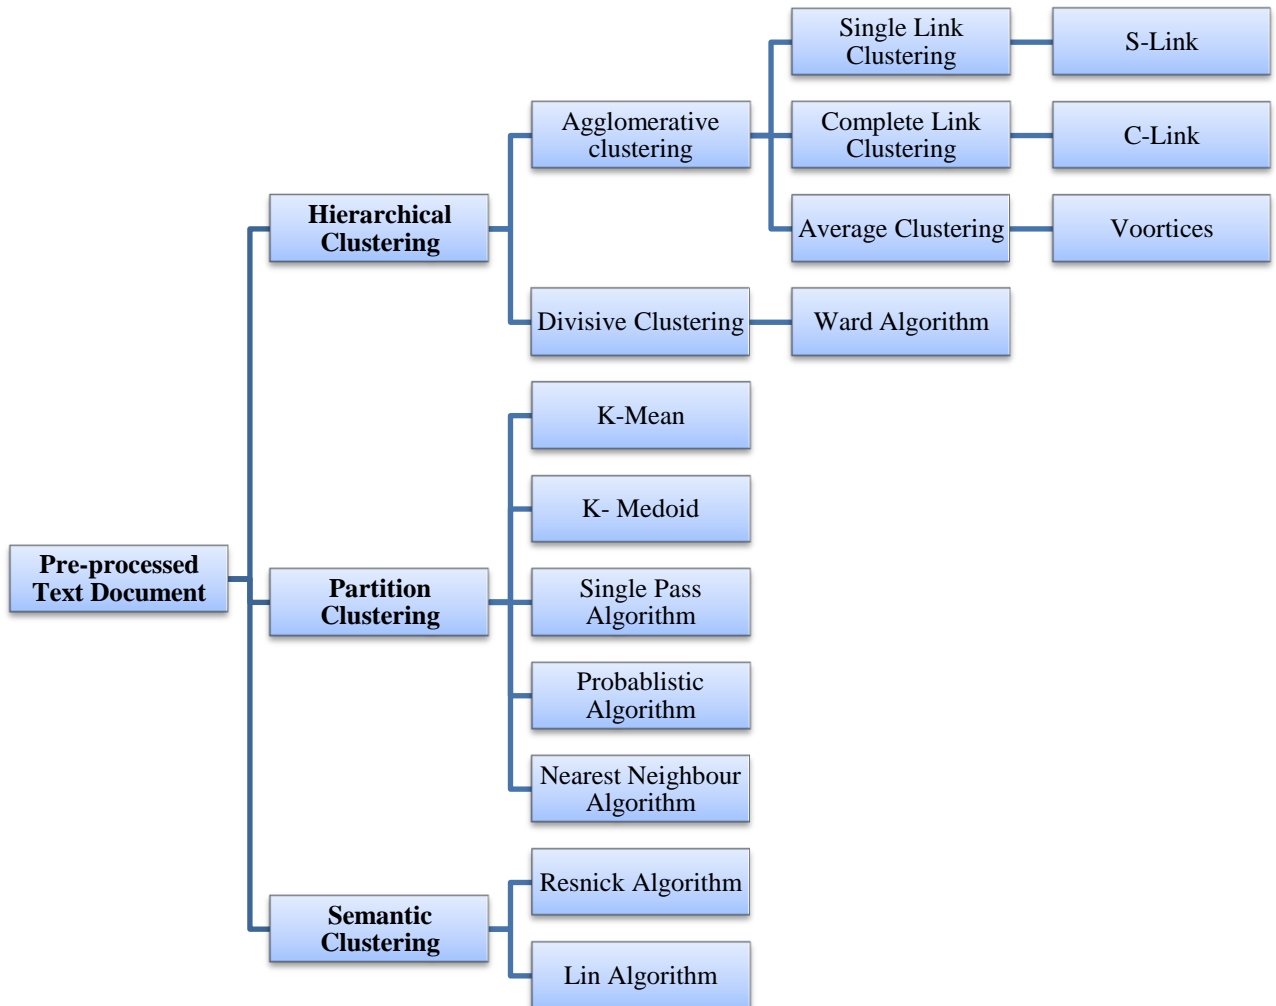 Single Link
Clustering
S-Link
Agglomerative
clustering
Complete Link
Clustering
C-Link
Hierarchical
Clustering
Average Clustering
Voortices
Divisive Clustering
Ward Algorithm
K-Mean
K- Medoid
Pre-processed
Text Document
Partition
Clustering
Single Pass
Algorithm
Probablistic
Algorithm
Nearest Neighbour
Algorithm
Semantic
Clustering
Resnick Algorithm
Lin Algorithm